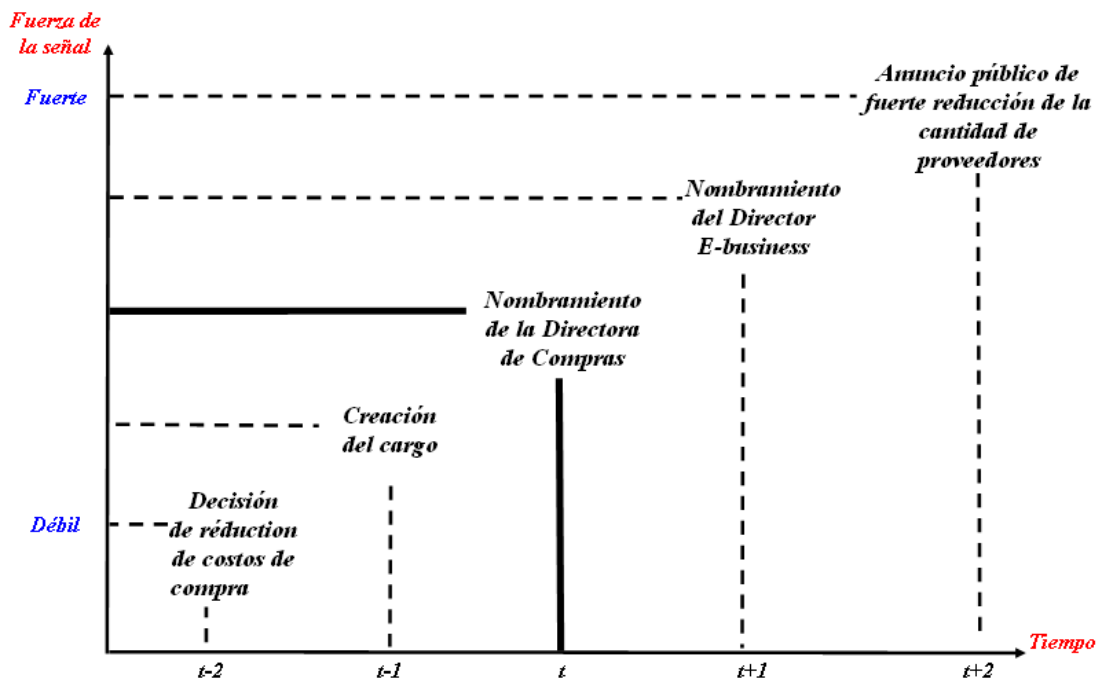 Fuerza de
la señal
Fuerte
Anuncio público de
fuerte reducción de la
cantidad de
proveedores
Nombramiento
del Director
E-business
Nombramiento
de la Directora
de Compras
Creación
del cargo
Débil
Decisión
de réduction
de costos de
compra
Tiempo
t-2
t-1
t
t+1
t+2